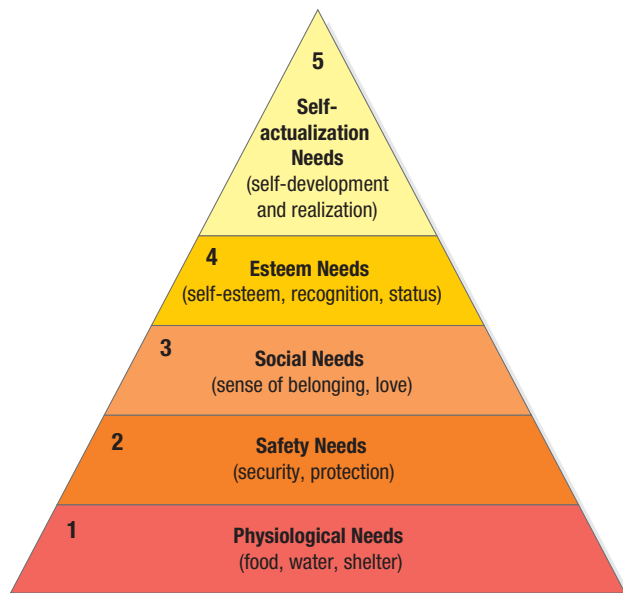 5
Self-
actualization
Needs
(self-development
and realization)
4
Esteem Needs
(self-esteem, recognition, status)
3
Social Needs
(sense of belonging, love)
2
Safety Needs
(security, protection)
1
Physiological Needs
(food, water, shelter)